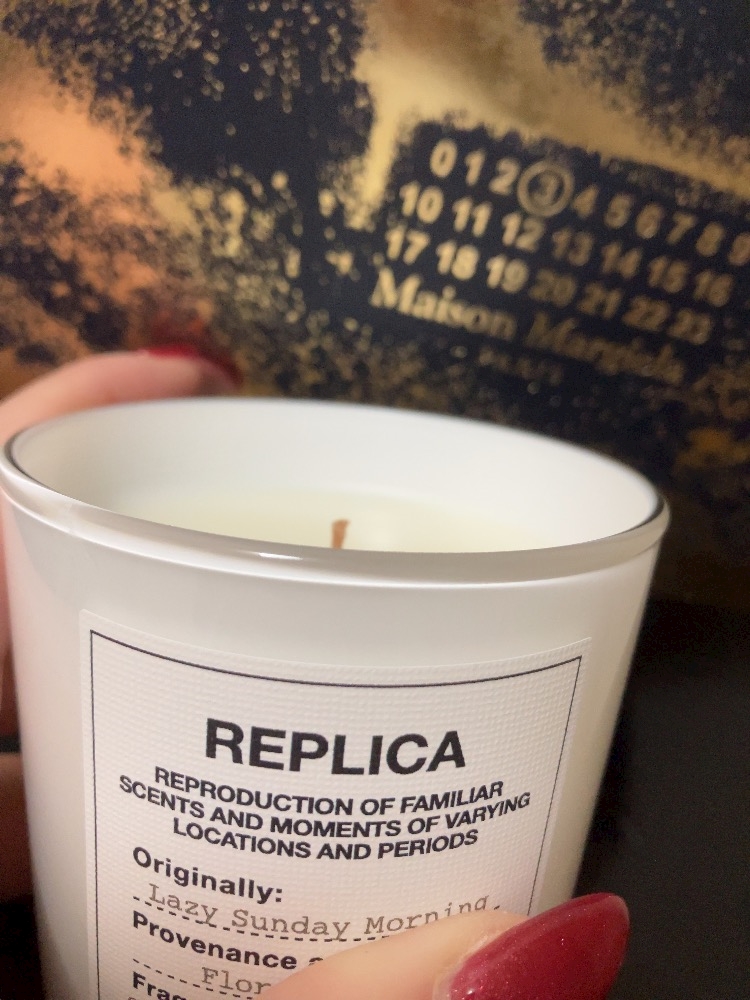 0 1 2 3 4 5 6 7 8 9
10 11 12 13 14 15 16
17 18 19 20 21 22 23
Maison Margiela
REPLICA
REPRODUCTION OF FAMILIAR
SCENTS AND MOMENTS OF VARYING
LOCATIONS AND PERIODS
Originally:
Lazy Sunday Morning
Provenance
Flor
Frag